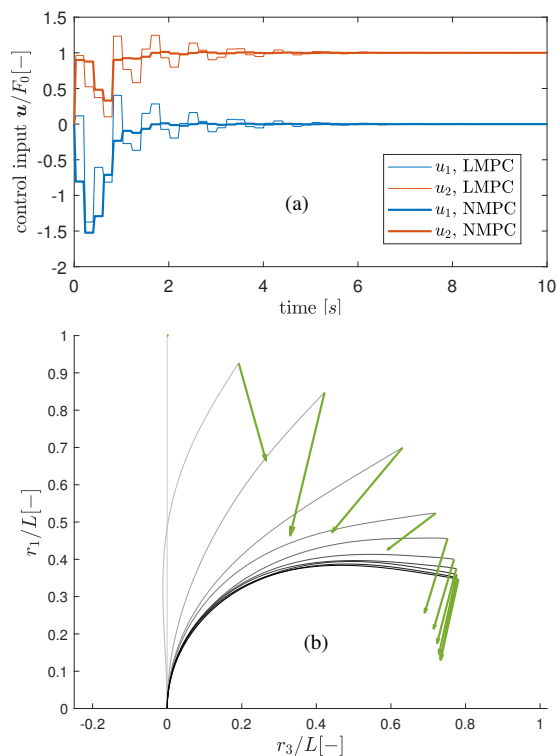 control input u/F₀[−]
1.5
1
0.5
0
-0.5
-1
-1.5
-2
0 2 4 6 8 10
time [s]
(a)
u₁, LMPC
u₂, LMPC
u₁, NMPC
u₂, NMPC
r₁/L[−]
1
0.9
0.8
0.7
0.6
0.5
0.4
0.3
0.2
0.1
0
-0.2 0 0.2 0.4 0.6 0.8 1
r₃/L[−]
(b)